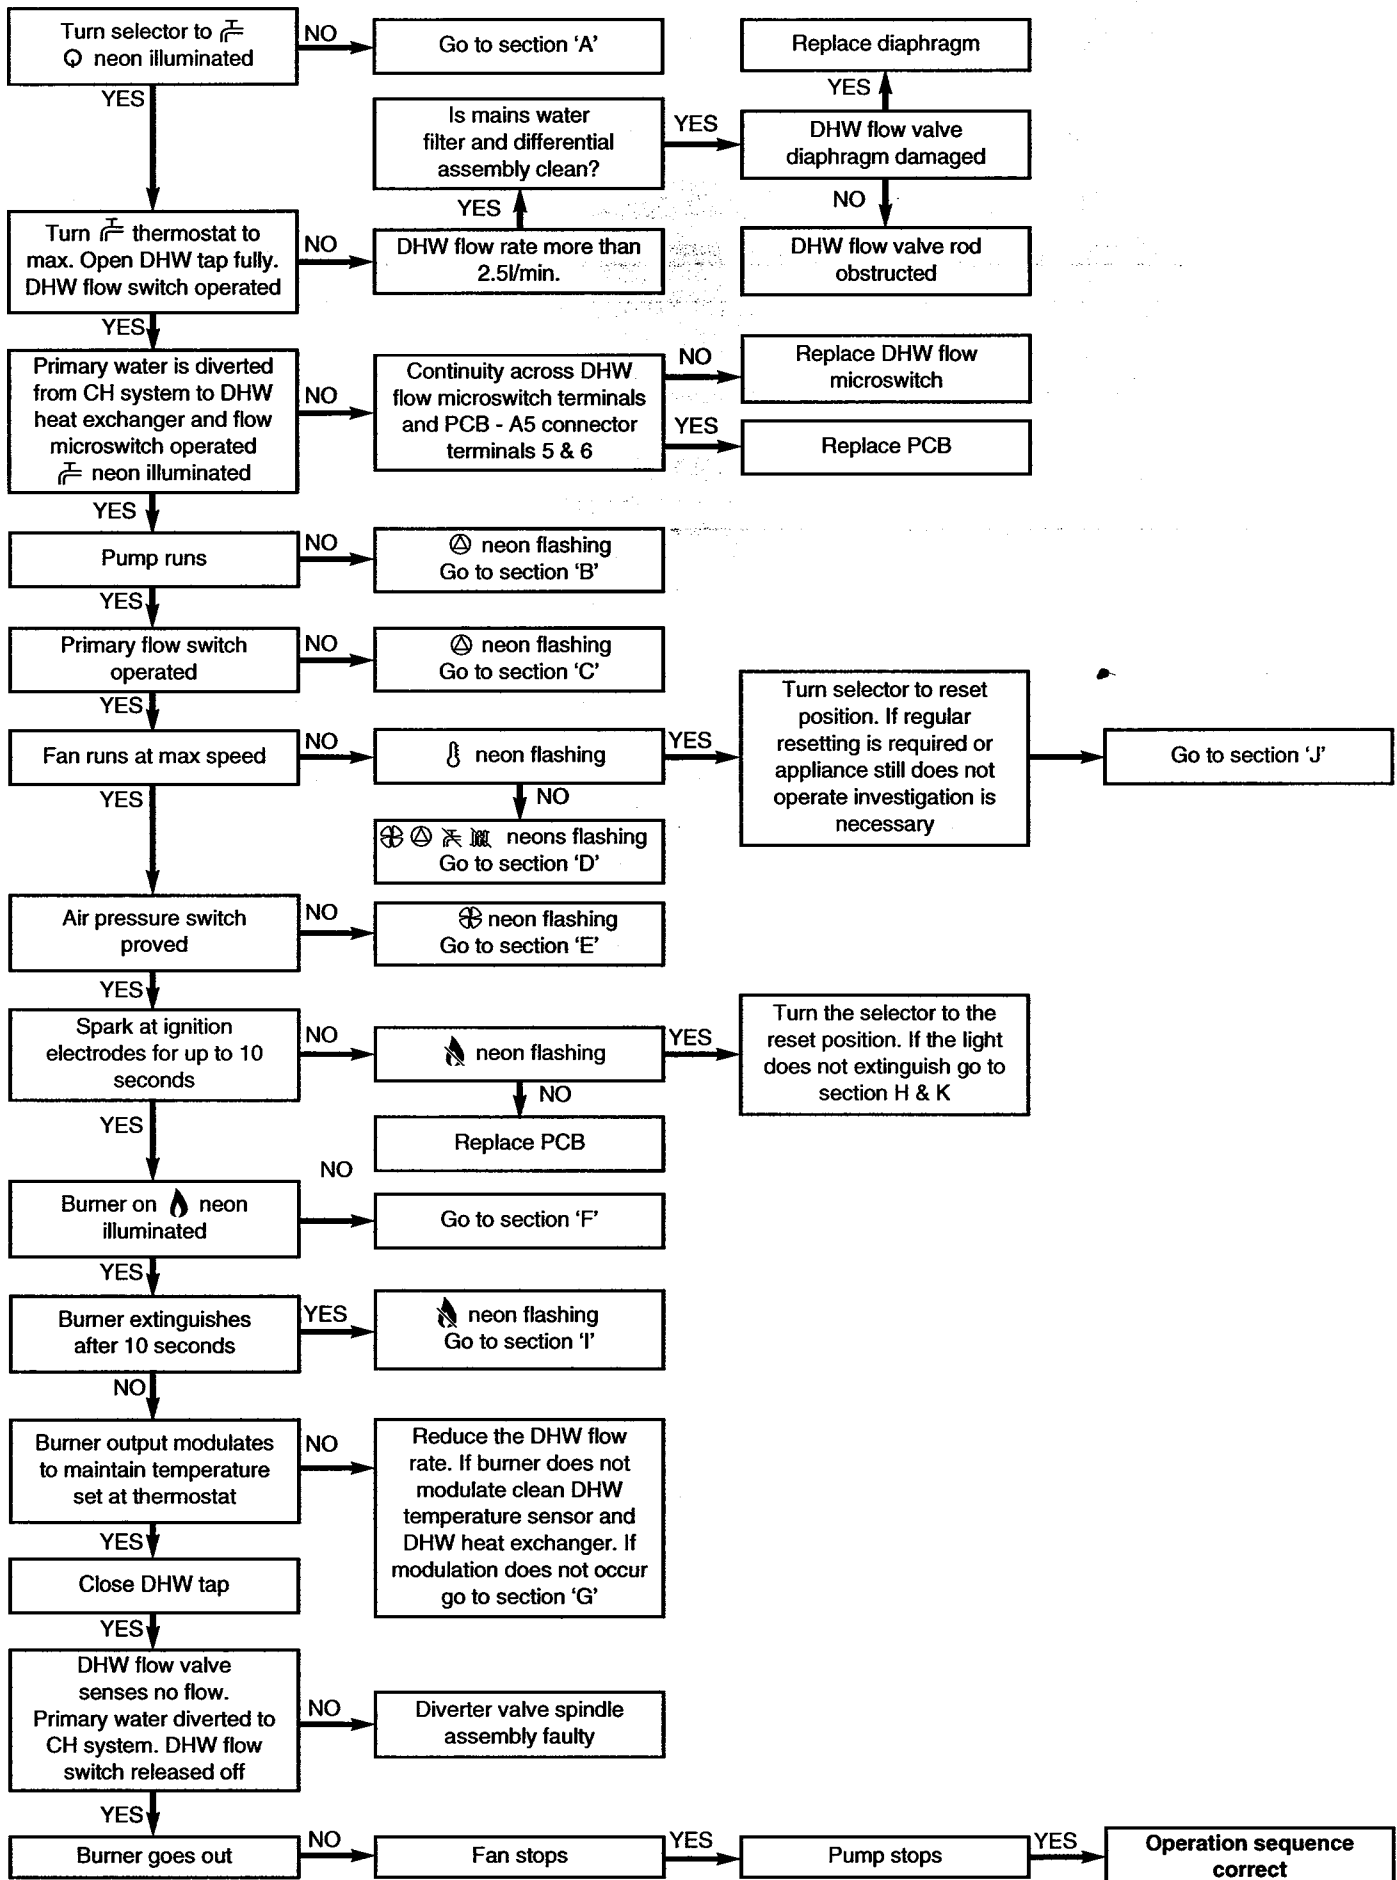 Turn selector to
neon illuminated
NO
Go to section ‘A’
Replace diaphragm
YES
YES
Is mains water
filter and differential
assembly clean?
YES
DHW flow valve
diaphragm damaged
NO
YES
Turn thermostat to
max. Open DHW tap fully.
DHW flow switch operated
NO
DHW flow rate more than
2.5l/min.
DHW flow valve rod
obstructed
YES
Primary water is diverted
from CH system to DHW
heat exchanger and flow
microswitch operated
neon illuminated
NO
Continuity across DHW
flow microswitch terminals
and PCB - A5 connector
terminals 5 & 6
NO
Replace DHW flow
microswitch
YES
Replace PCB
YES
Pump runs
NO
neon flashing
Go to section ‘B’
YES
Primary flow switch
operated
NO
neon flashing
Go to section ‘C’
YES
Fan runs at max speed
NO
neon flashing
YES
Turn selector to reset
position. If regular
resetting is required or
appliance still does not
operate investigation is
necessary
Go to section ‘J’
YES
NO
neons flashing
Go to section ‘D’
Air pressure switch
proved
NO
neon flashing
Go to section ‘E’
YES
Spark at ignition
electrodes for up to 10
seconds
NO
neon flashing
YES
Turn the selector to the
reset position. If the light
does not extinguish go to
section H & K
YES
NO
Replace PCB
NO
Burner on neon
illuminated
Go to section ‘F’
YES
Burner extinguishes
after 10 seconds
YES
neon flashing
Go to section ‘I’
NO
Burner output modulates
to maintain temperature
set at thermostat
NO
Reduce the DHW flow
rate. If burner does not
modulate clean DHW
temperature sensor and
DHW heat exchanger. If
modulation does not occur
go to section ‘G’
YES
Close DHW tap
YES
DHW flow valve
senses no flow.
Primary water diverted to
CH system. DHW flow
switch released off
NO
Diverter valve spindle
assembly faulty
YES
Burner goes out
NO
Fan stops
YES
Pump stops
YES
Operation sequence
correct